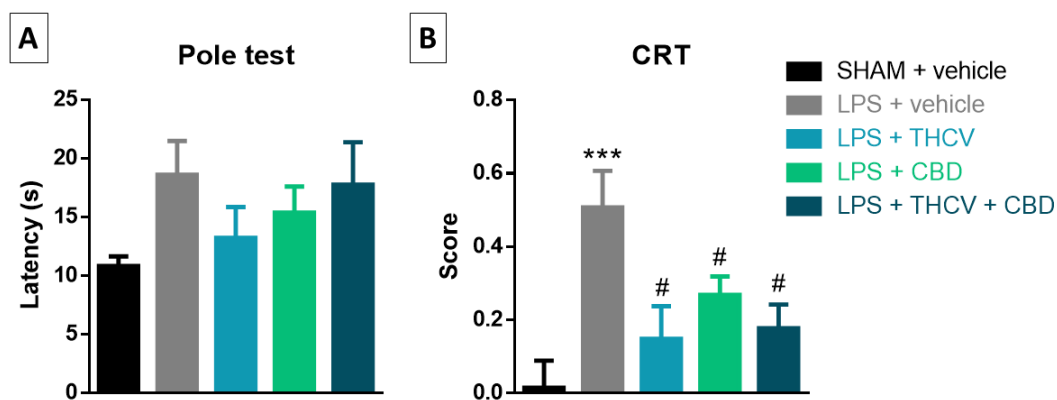 A
Pole test
Latency (s)
25
20
15
10
5
0
B
CRT
Score
0.8
0.6
0.4
0.2
0.0
***
#
#
#
SHAM + vehicle
LPS + vehicle
LPS + THCV
LPS + CBD
LPS + THCV + CBD